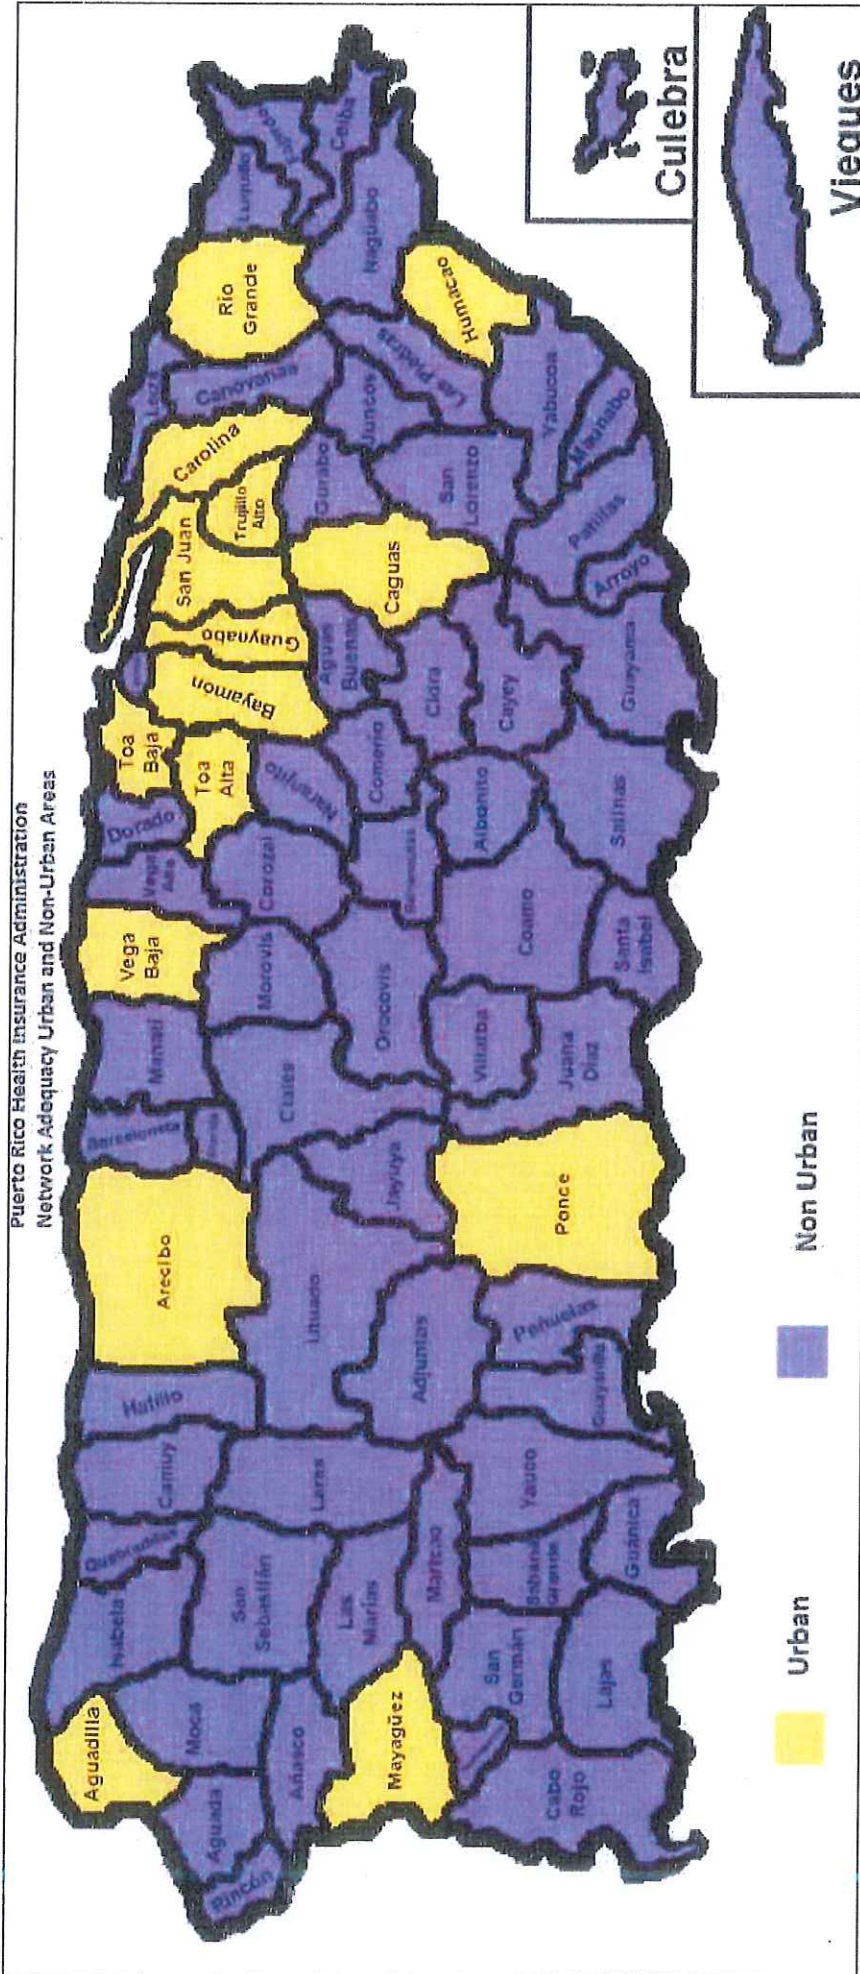 Puerto Rico Health Insurance Administration
Network Adequacy Urban and Non-Urban Areas
Aguadilla
Isabela
Quebradillas
Camuy
Hatillo
Arecibo
Barceloneta
Manatí
Vega
Baja
Vega
Alta
Dorado
Toa
Baja
Toa
Alta
Bayamon
Guaynabo
San Juan
Trujillo
Alto
Carolina
Loiza
Canovanas
Rio
Grande
Luquillo
Ceiba
Rincón
Aguada
Moca
San
Sebastián
Lares
Utuado
Ciales
Morovis
Corozal
Naranjito
Comerio
Aguas
Buenas
Caguas
Gurabo
Juncos
Las Piedras
Naguabo
Humacao
Añasco
Las
Marías
Mayagüez
Maricao
Adjuntas
Jayuya
Orocovis
Barranquitas
Aibonito
Cidra
Cayey
San
Lorenzo
Yabucoa
Maunabo
Patillas
Arroyo
Guayama
Salinas
Coamo
Santa
Isabel
Villalba
Juana
Diaz
Ponce
Peñuelas
Guayanilla
Yauco
Guánica
Sabana
Grande
San
Germán
Lajas
Cabo
Rojo
Culebra
Vieques
Urban
Non Urban